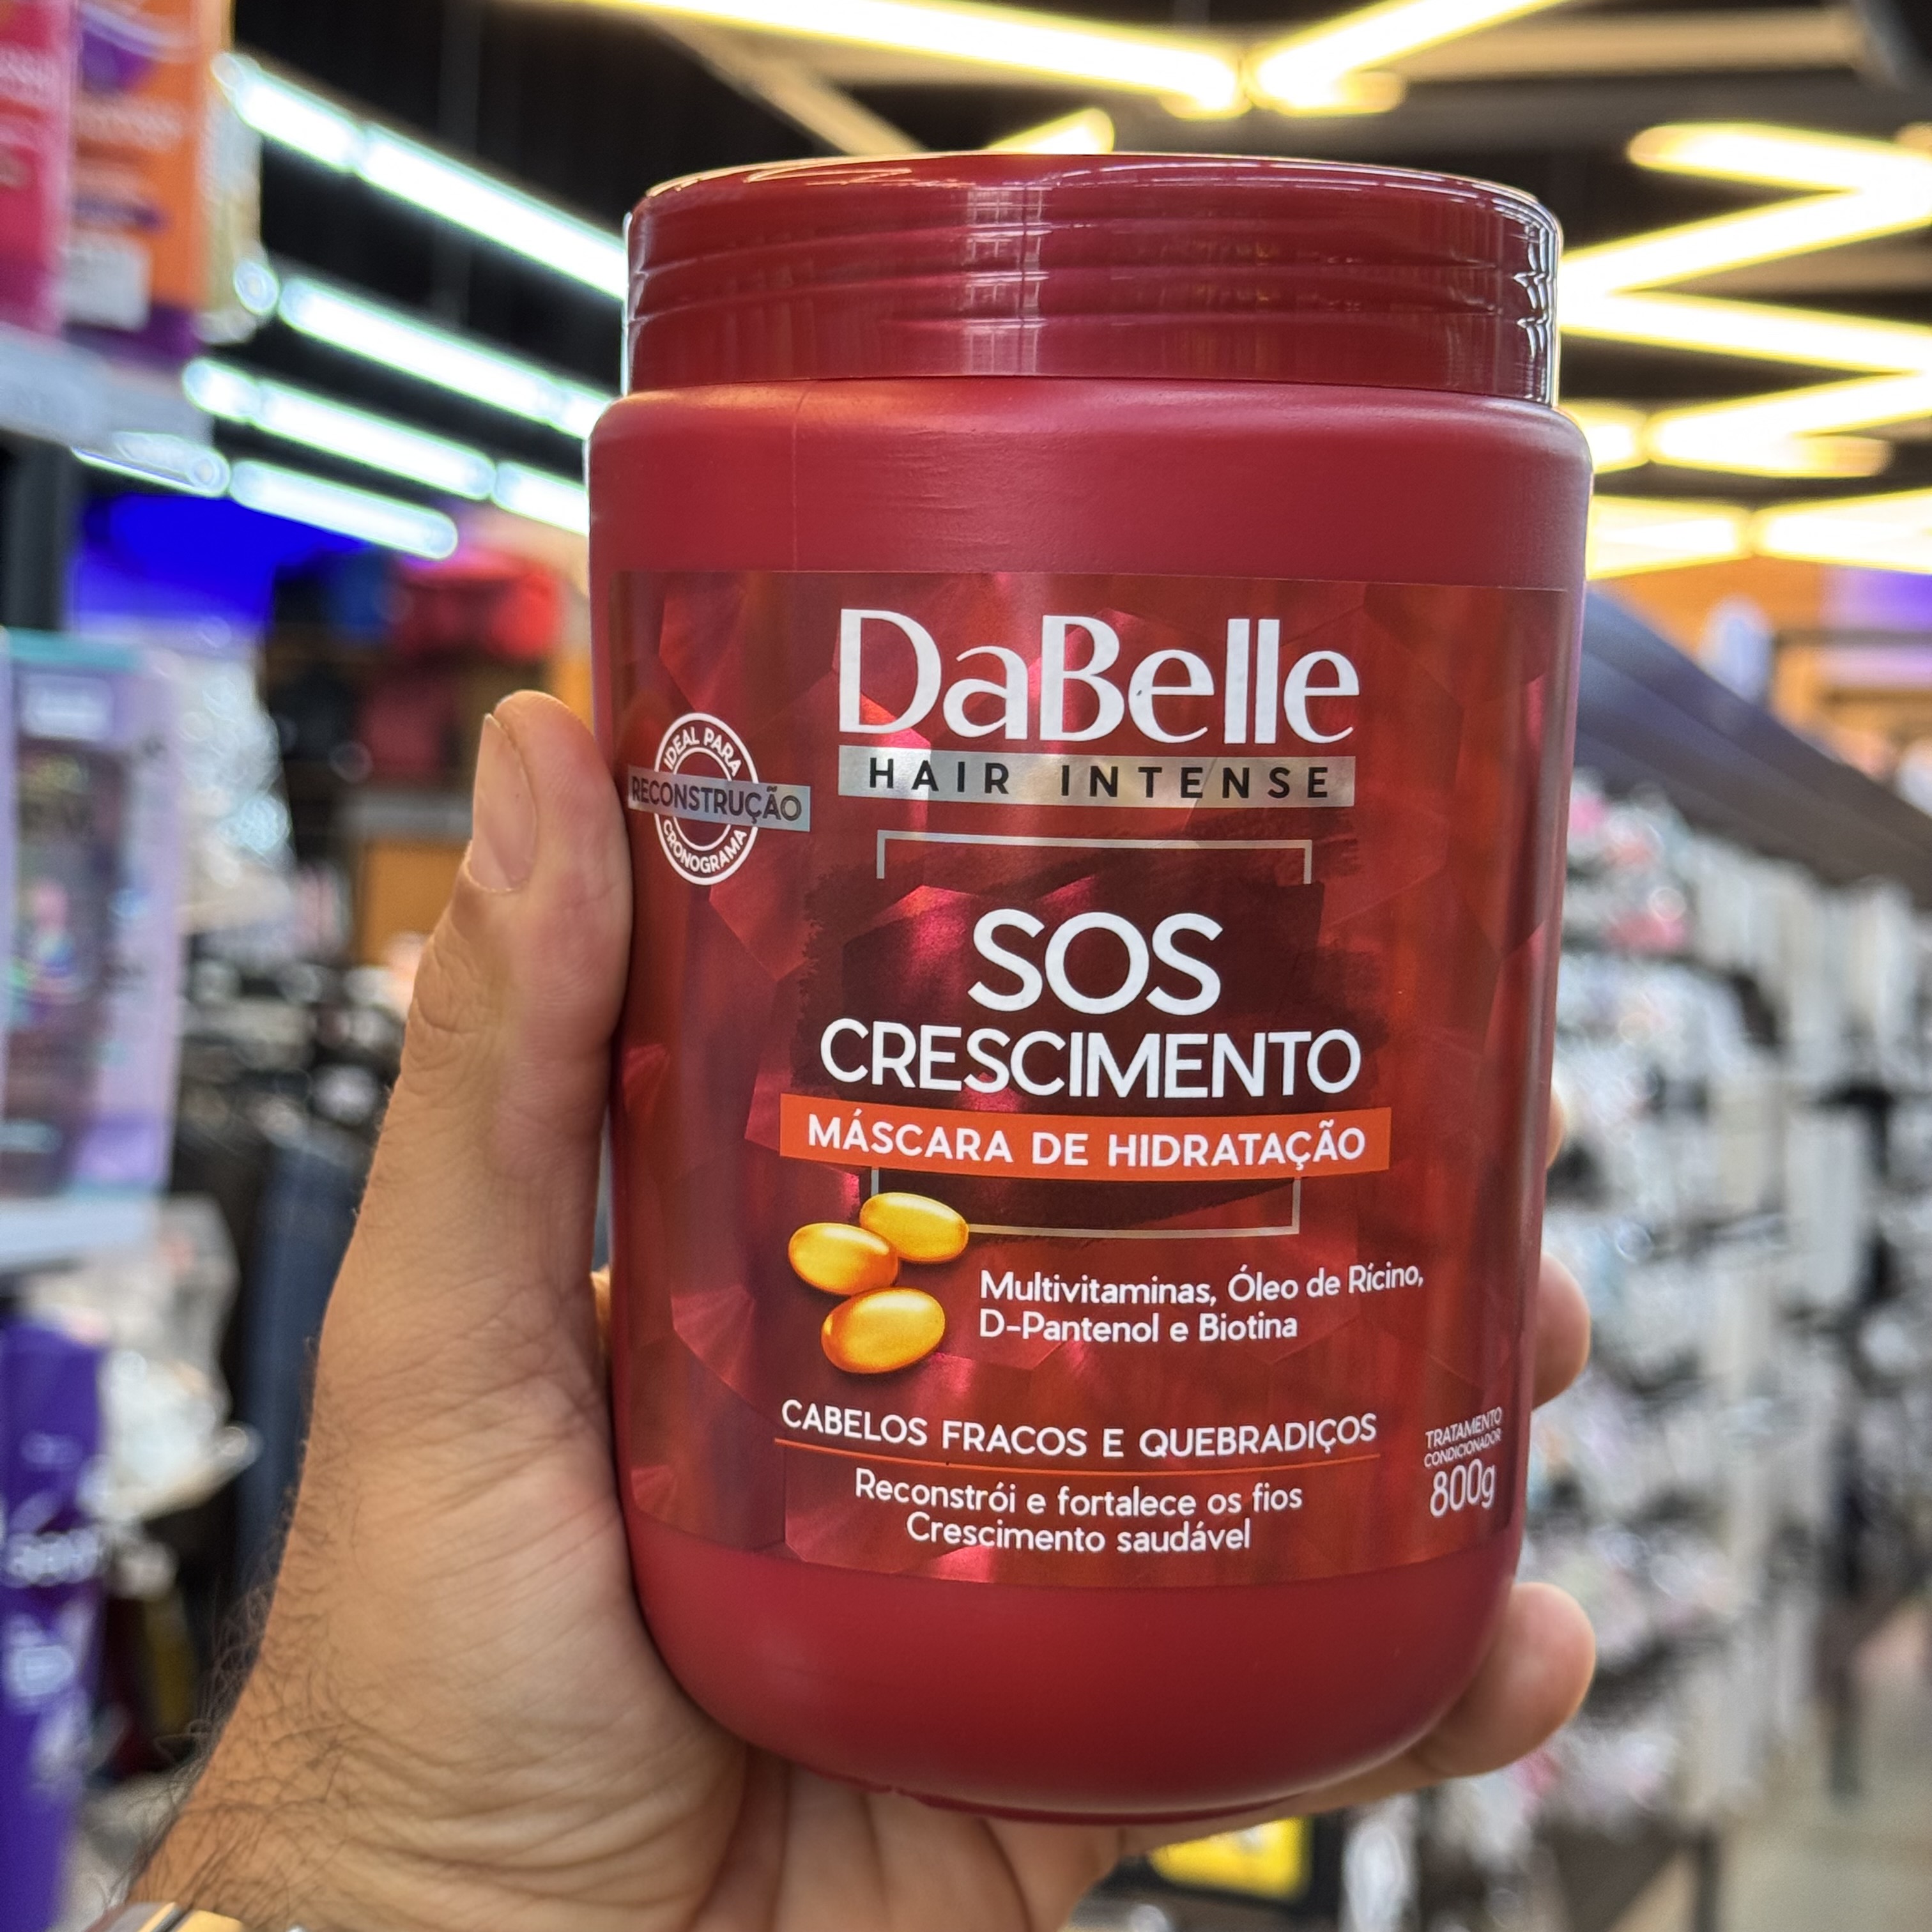 DaBelle
HAIR INTENSE
IDEAL PARA
RECONSTRUÇÃO
CRONOGRAMA
SOS
CRESCIMENTO
MÁSCARA DE HIDRATAÇÃO
Multivitaminas, Óleo de Rícino,
D-Pantenol e Biotina
CABELOS FRACOS E QUEBRADIÇOS
Reconstrói e fortalece os fios
Crescimento saudável
TRATAMENTO
CONDICIONADOR
800g